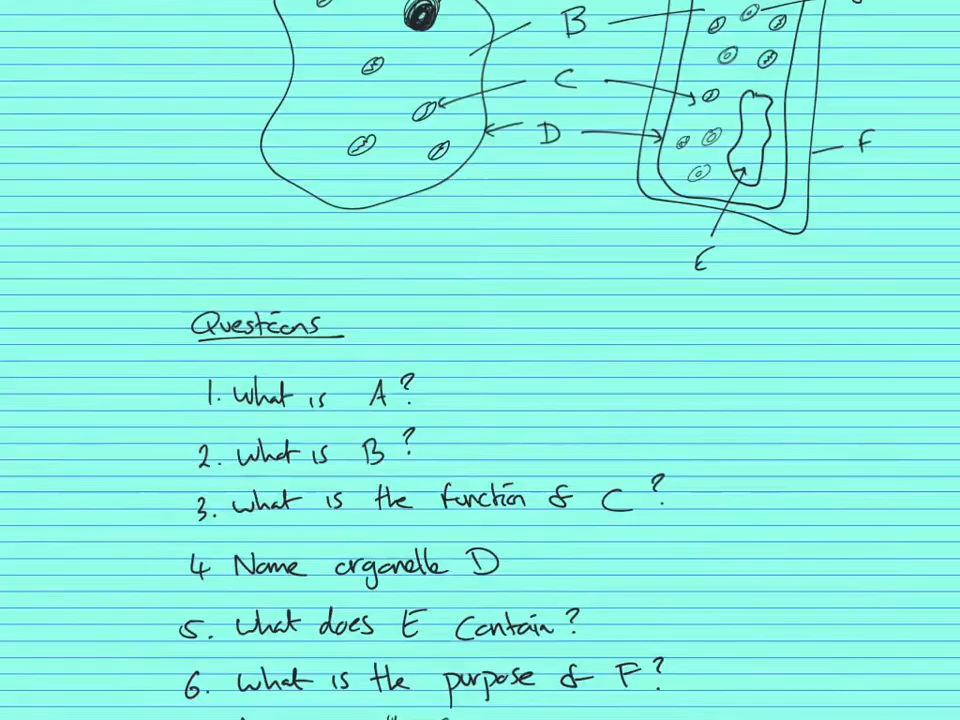 B
C
D
F
E
Questions
1. What is A?
2. What is B?
3. What is the function of C?
4 Name organelle D
5. What does E contain?
6. What is the purpose of F?